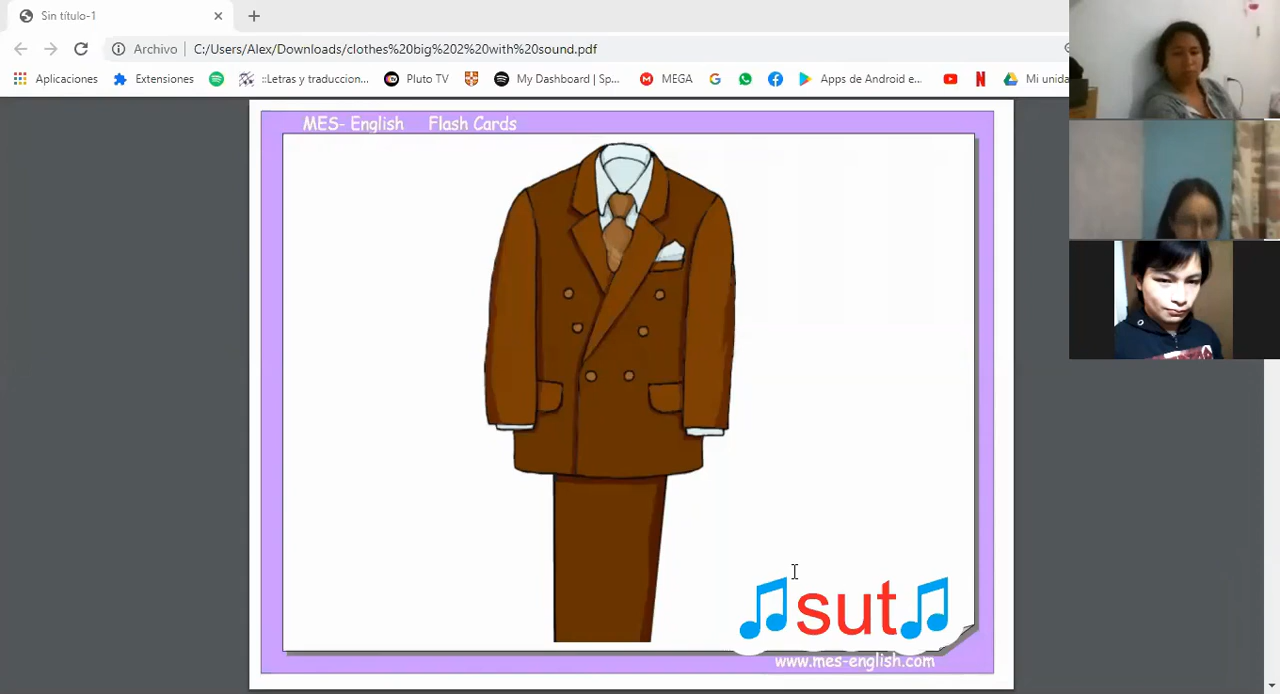 Sin título-1
Archivo C:/Users/Alex/Downloads/clothes%20big%202%20with%20sound.pdf
Aplicaciones Extensiones ::Letras y traduccion... Pluto TV My Dashboard | Sp... MEGA Apps de Android e... Mi unida
MES- English Flash Cards
sut
www.mes-english.com